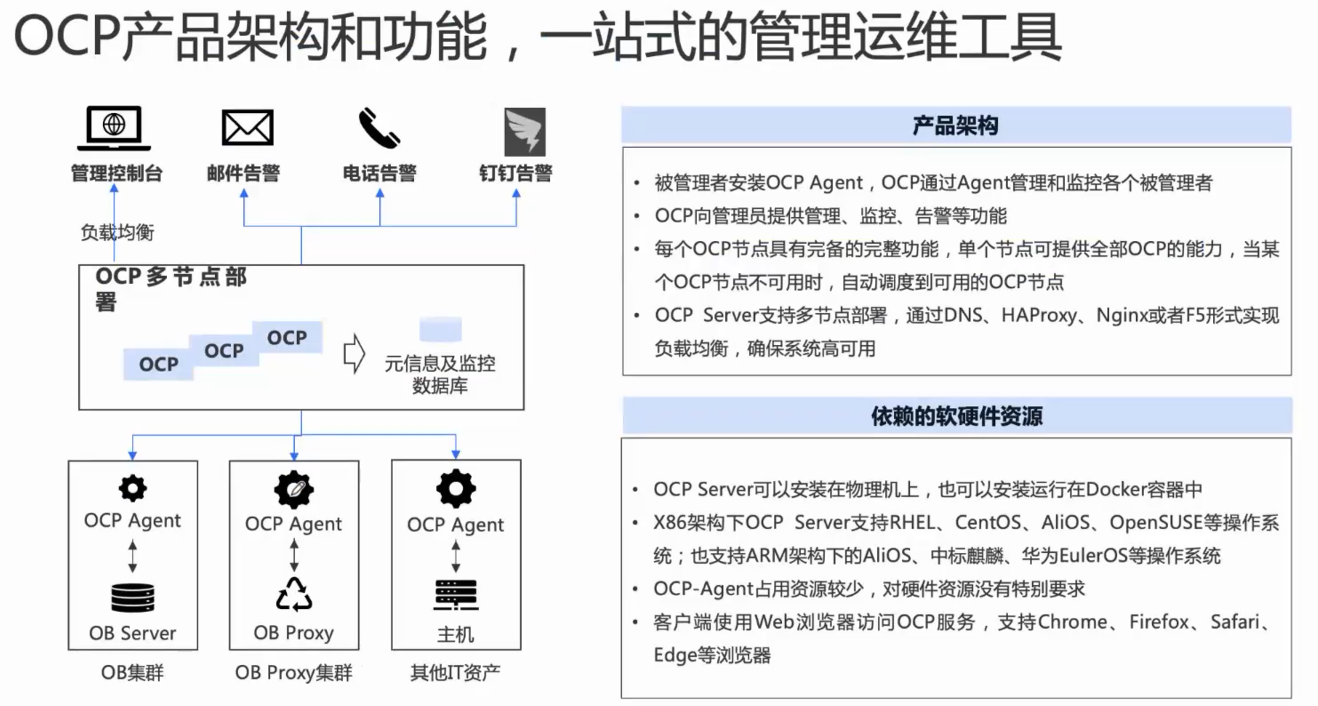 OCP产品架构和功能，一站式的管理运维工具
管理控制台
邮件告警
电话告警
钉钉告警
负载均衡
OCP多节点部
署
OCP
OCP
OCP
元信息及监控
数据库
OCP Agent
OB Server
OB集群
OCP Agent
OB Proxy
OB Proxy集群
OCP Agent
主机
其他IT资产
产品架构
• 被管理者安装OCP Agent，OCP通过Agent管理和监控各个被管理者
• OCP向管理员提供管理、监控、告警等功能
• 每个OCP节点具有完备的完整功能，单个节点可提供全部OCP的能力，当某
个OCP节点不可用时，自动调度到可用的OCP节点
• OCP Server支持多节点部署，通过DNS、HAProxy、Nginx或者F5形式实现
负载均衡，确保系统高可用
依赖的软硬件资源
• OCP Server可以安装在物理机上，也可以安装运行在Docker容器中
• X86架构下OCP Server支持RHEL、CentOS、AliOS、OpenSUSE等操作系
统；也支持ARM架构下的AliOS、中标麒麟、华为EulerOS等操作系统
• OCP-Agent占用资源较少，对硬件资源没有特别要求
• 客户端使用Web浏览器访问OCP服务，支持Chrome、Firefox、Safari、
Edge等浏览器